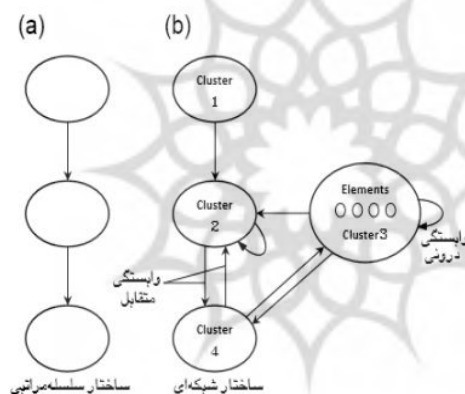 (a)
(b)
Cluster
1
Cluster
2
Elements
Cluster3
وابستگی
درونی
وابستگی
متقابل
Cluster
4
ساختار سلسله‌مراتبی
ساختار شبکه‌ای